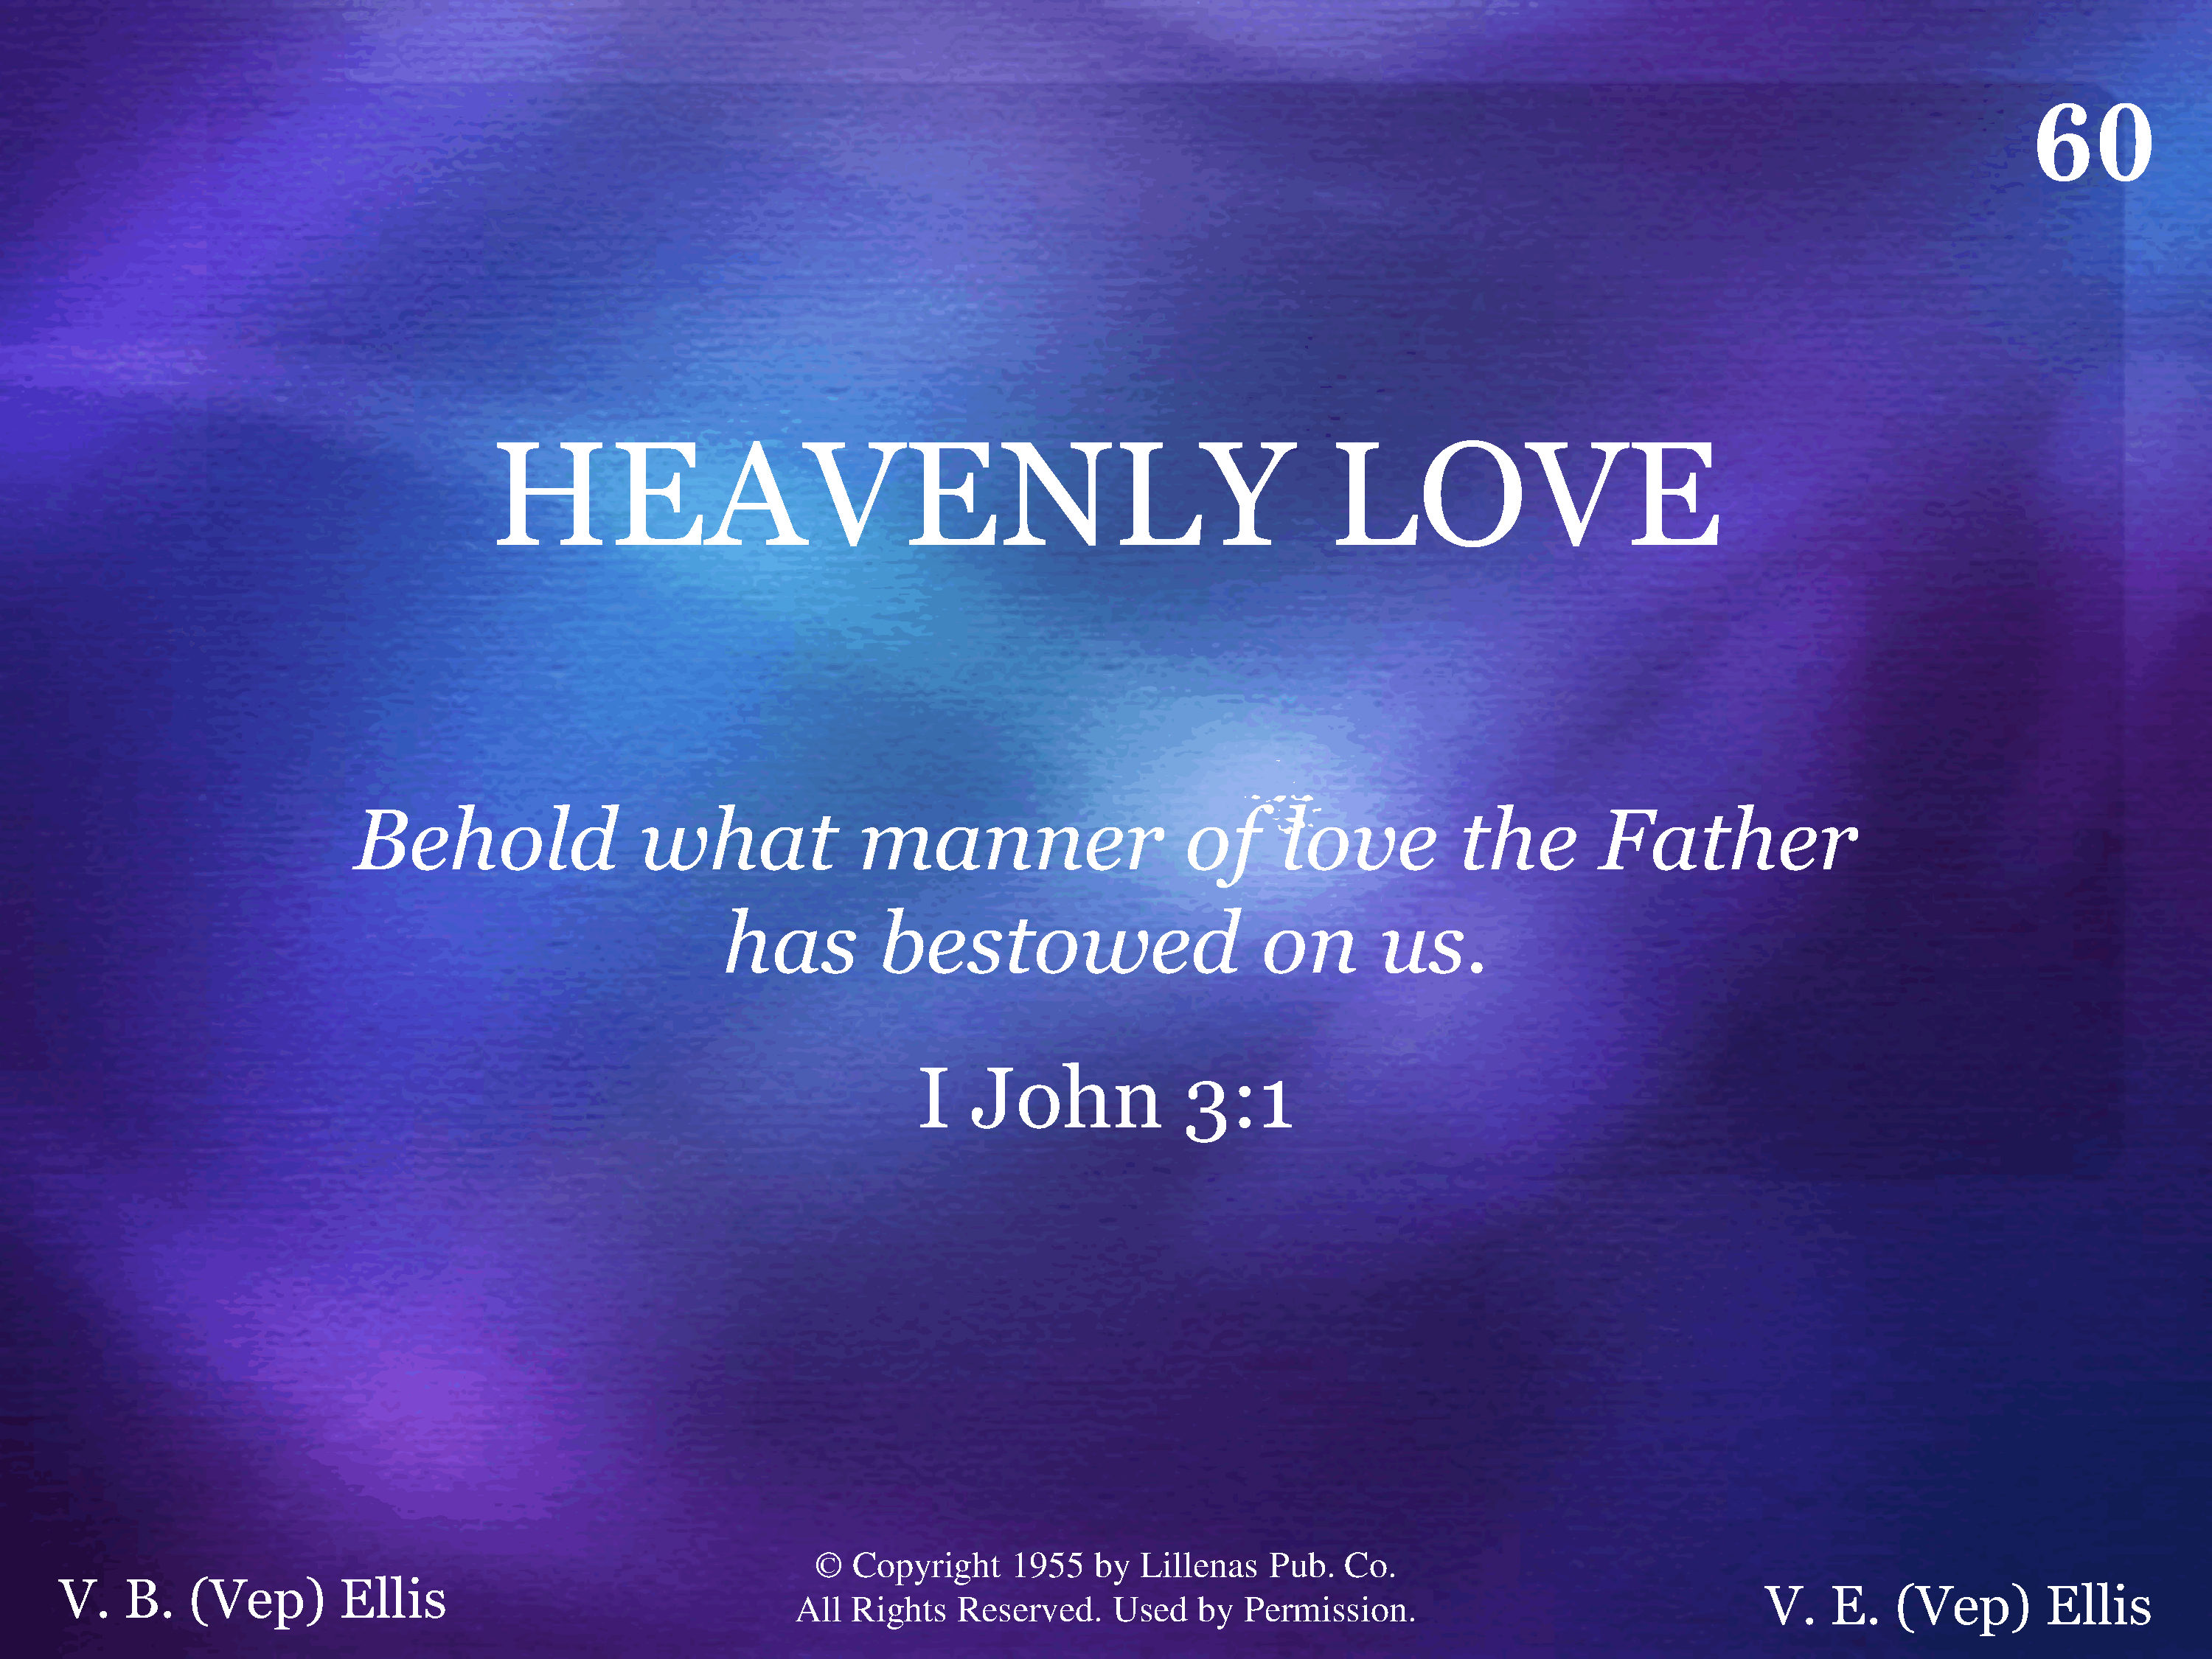 60
HEAVENLY LOVE
Behold what manner of love the Father
has bestowed on us.
I John 3:1
V. B. (Vep) Ellis
© Copyright 1955 by Lillenas Pub. Co.
All Rights Reserved. Used by Permission.
V. E. (Vep) Ellis